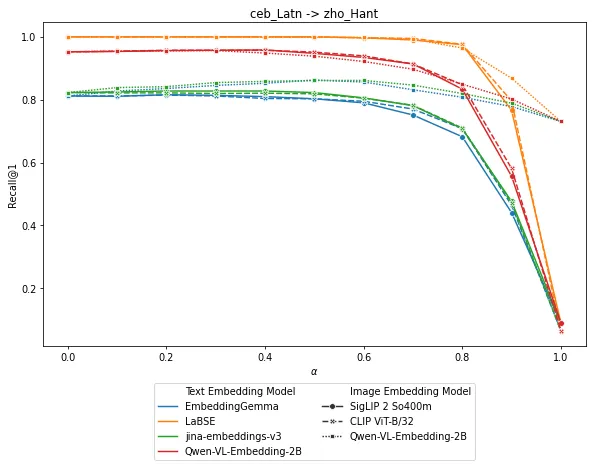 ceb_Latn -> zho_Hant
1.0
0.8
0.6
0.4
0.2
Recall@1
0.0 0.2 0.4 0.6 0.8 1.0
α
Text Embedding Model Image Embedding Model
EmbeddingGemma SigLIP 2 So400m
LaBSE CLIP ViT-B/32
jina-embeddings-v3 Qwen-VL-Embedding-2B
Qwen-VL-Embedding-2B